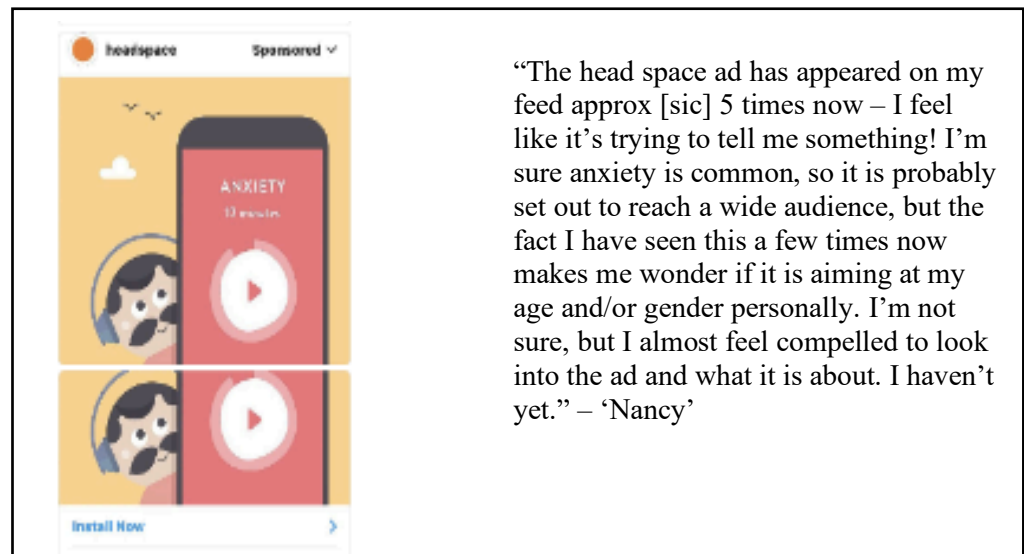 headspace
Sponsored
ANXIETY
Install Now
“The head space ad has appeared on my
feed approx [sic] 5 times now – I feel
like it’s trying to tell me something! I’m
sure anxiety is common, so it is probably
set out to reach a wide audience, but the
fact I have seen this a few times now
makes me wonder if it is aiming at my
age and/or gender personally. I’m not
sure, but I almost feel compelled to look
into the ad and what it is about. I haven’t
yet.” – ‘Nancy’